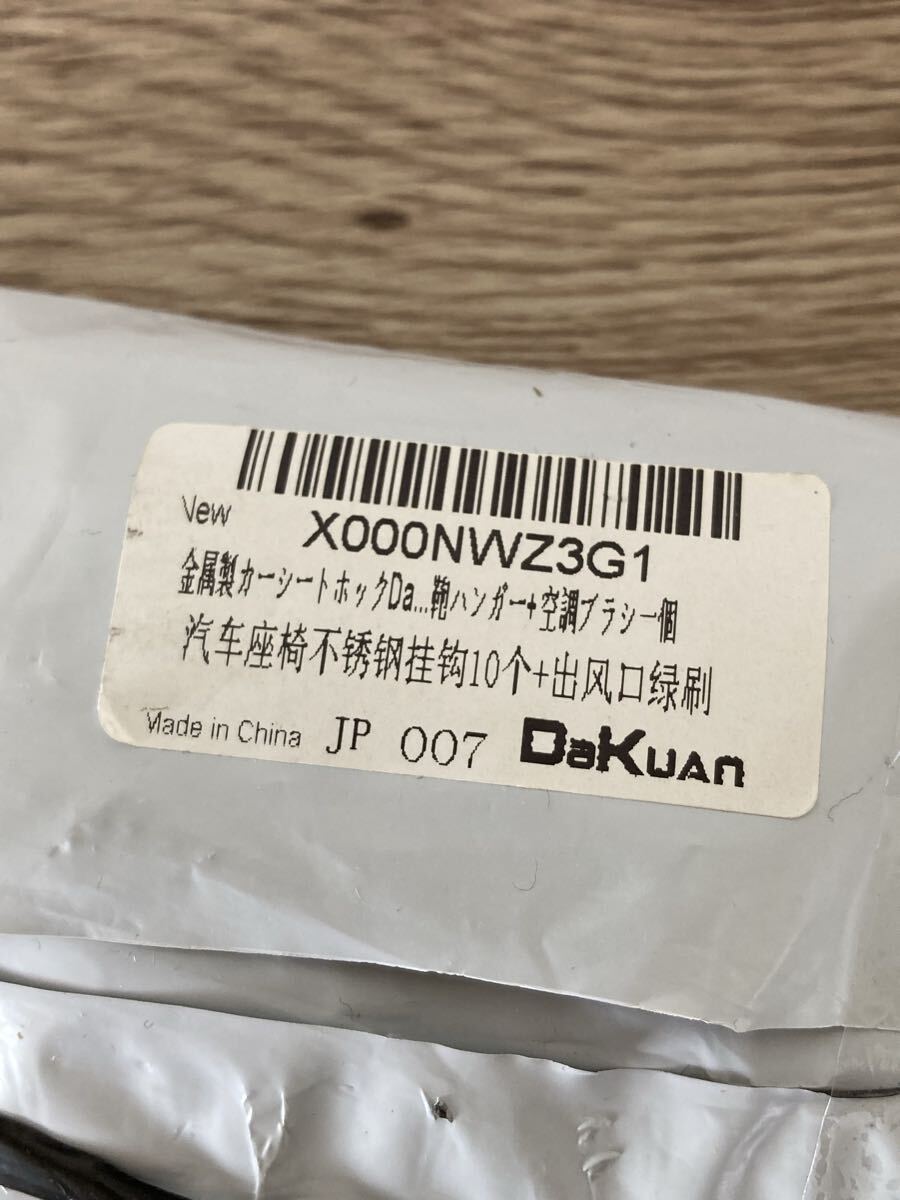 New
X000NWZ3G1
金属製カーシートホックDa...鞄ハンガー+空調ブラシ一個
汽车座椅不锈钢挂钩10个+出风口绿刷
Made in China JP 007 DaKuan